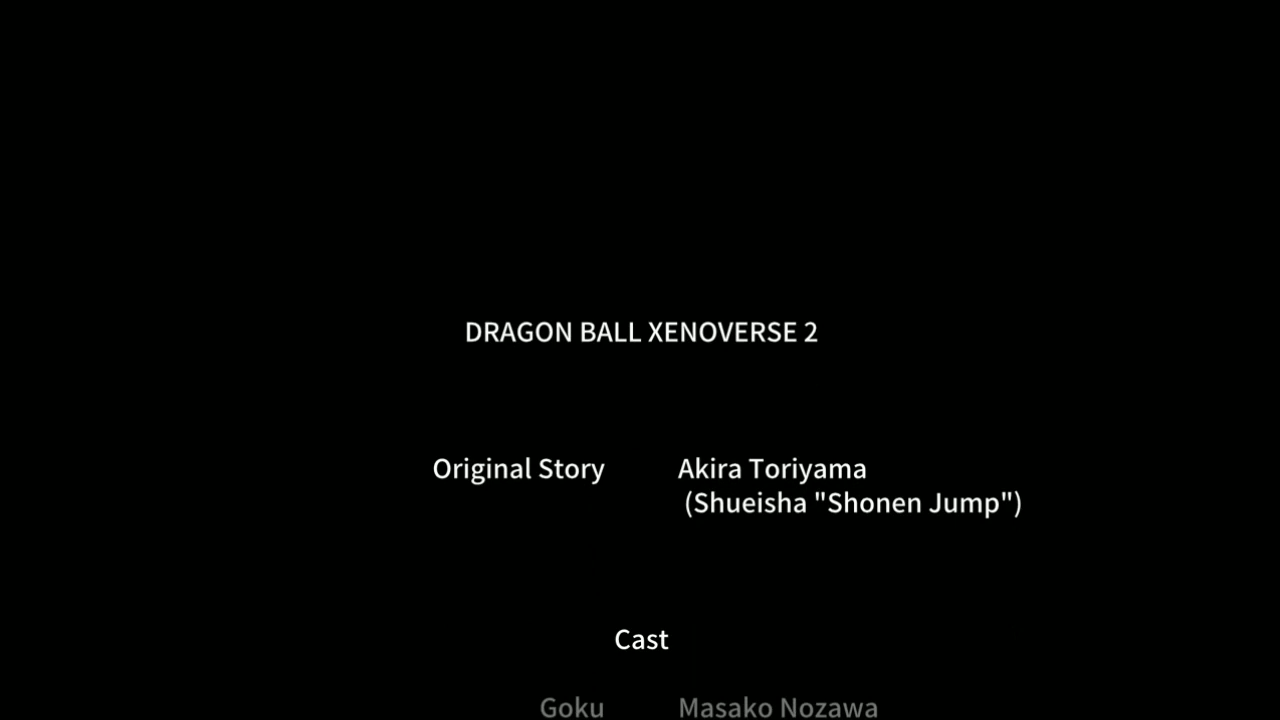 DRAGON BALL XENOVERSE 2
Original Story Akira Toriyama
(Shueisha "Shonen Jump")
Cast
Goku Masako Nozawa